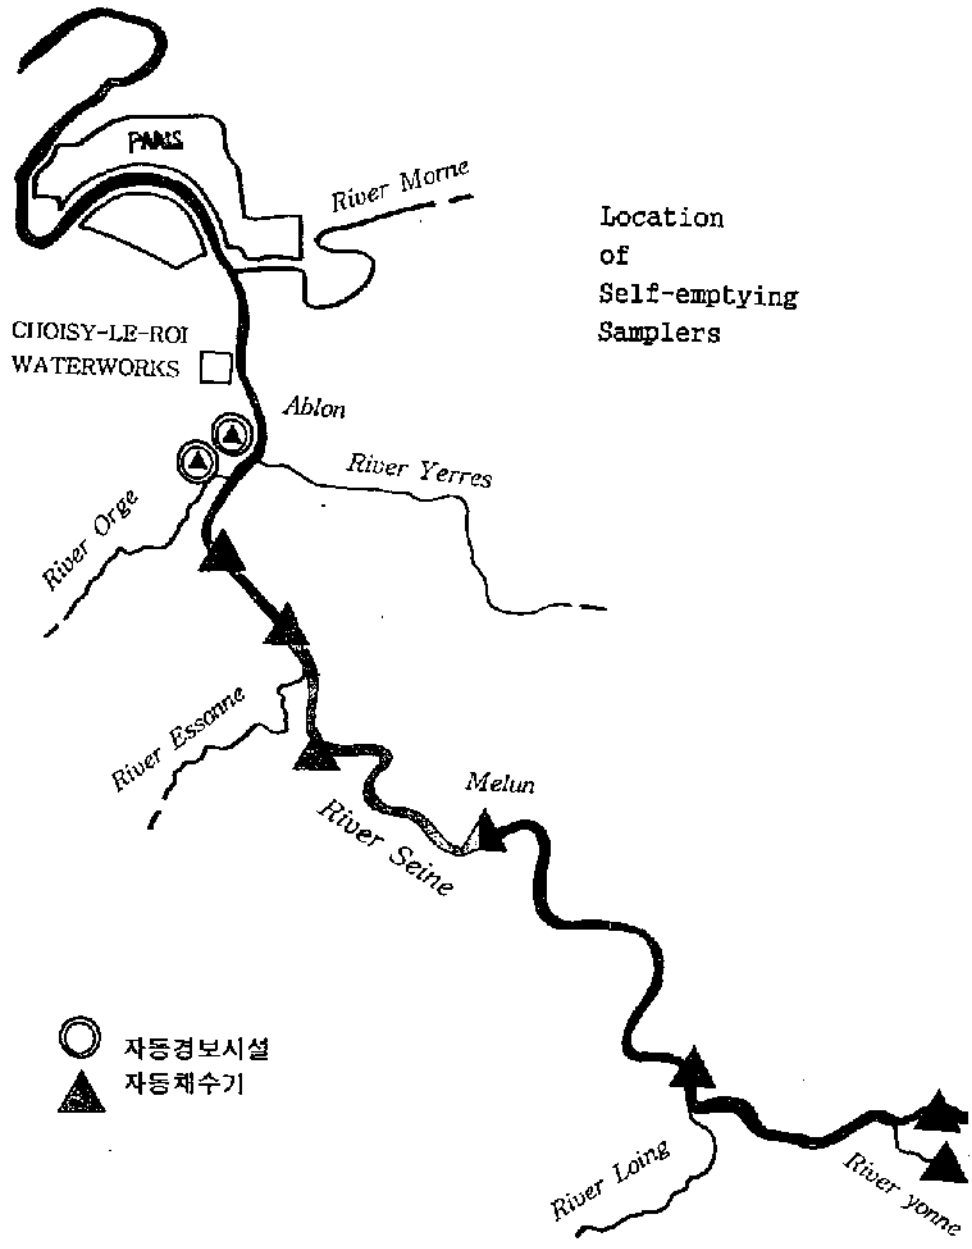 PARIS
River Morne
Location
of
Self-emptying
Samplers
CHOISY-LE-ROI
WATERWORKS
Ablon
River Yerres
River Orge
River Essonne
Melun
River Seine
자동경보시설
자동채수기
River Loing
River yonne